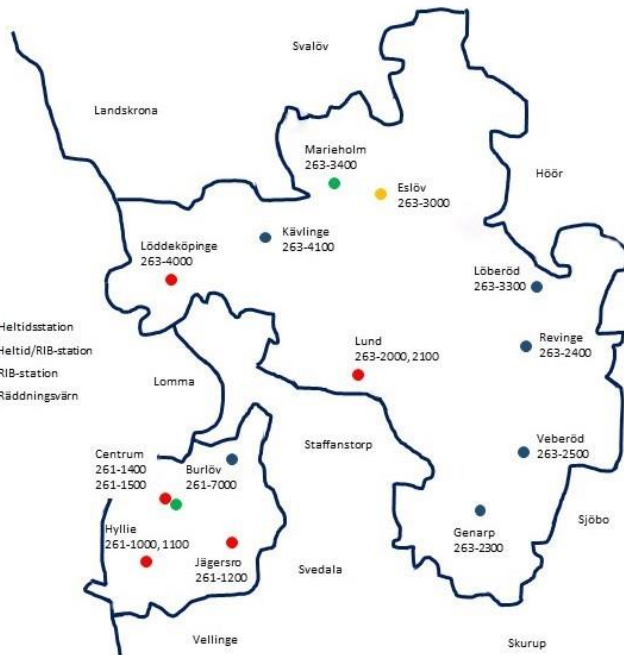 Svalöv
Landskrona
Marieholm
263-3400
Höör
Eslöv
263-3000
Kävlinge
263-4100
Löddeköpinge
263-4000
Löberöd
263-3300
Heltidsstation
Heltid/RIB-station
RIB-station
Räddningsvärn
Lund
263-2000, 2100
Revinge
263-2400
Lomma
Staffanstorp
Veberöd
263-2500
Centrum
261-1400
261-1500
Burlöv
261-7000
Sjöbo
Genarp
263-2300
Hyllie
261-1000, 1100
Jägersro
261-1200
Svedala
Vellinge
Skurup